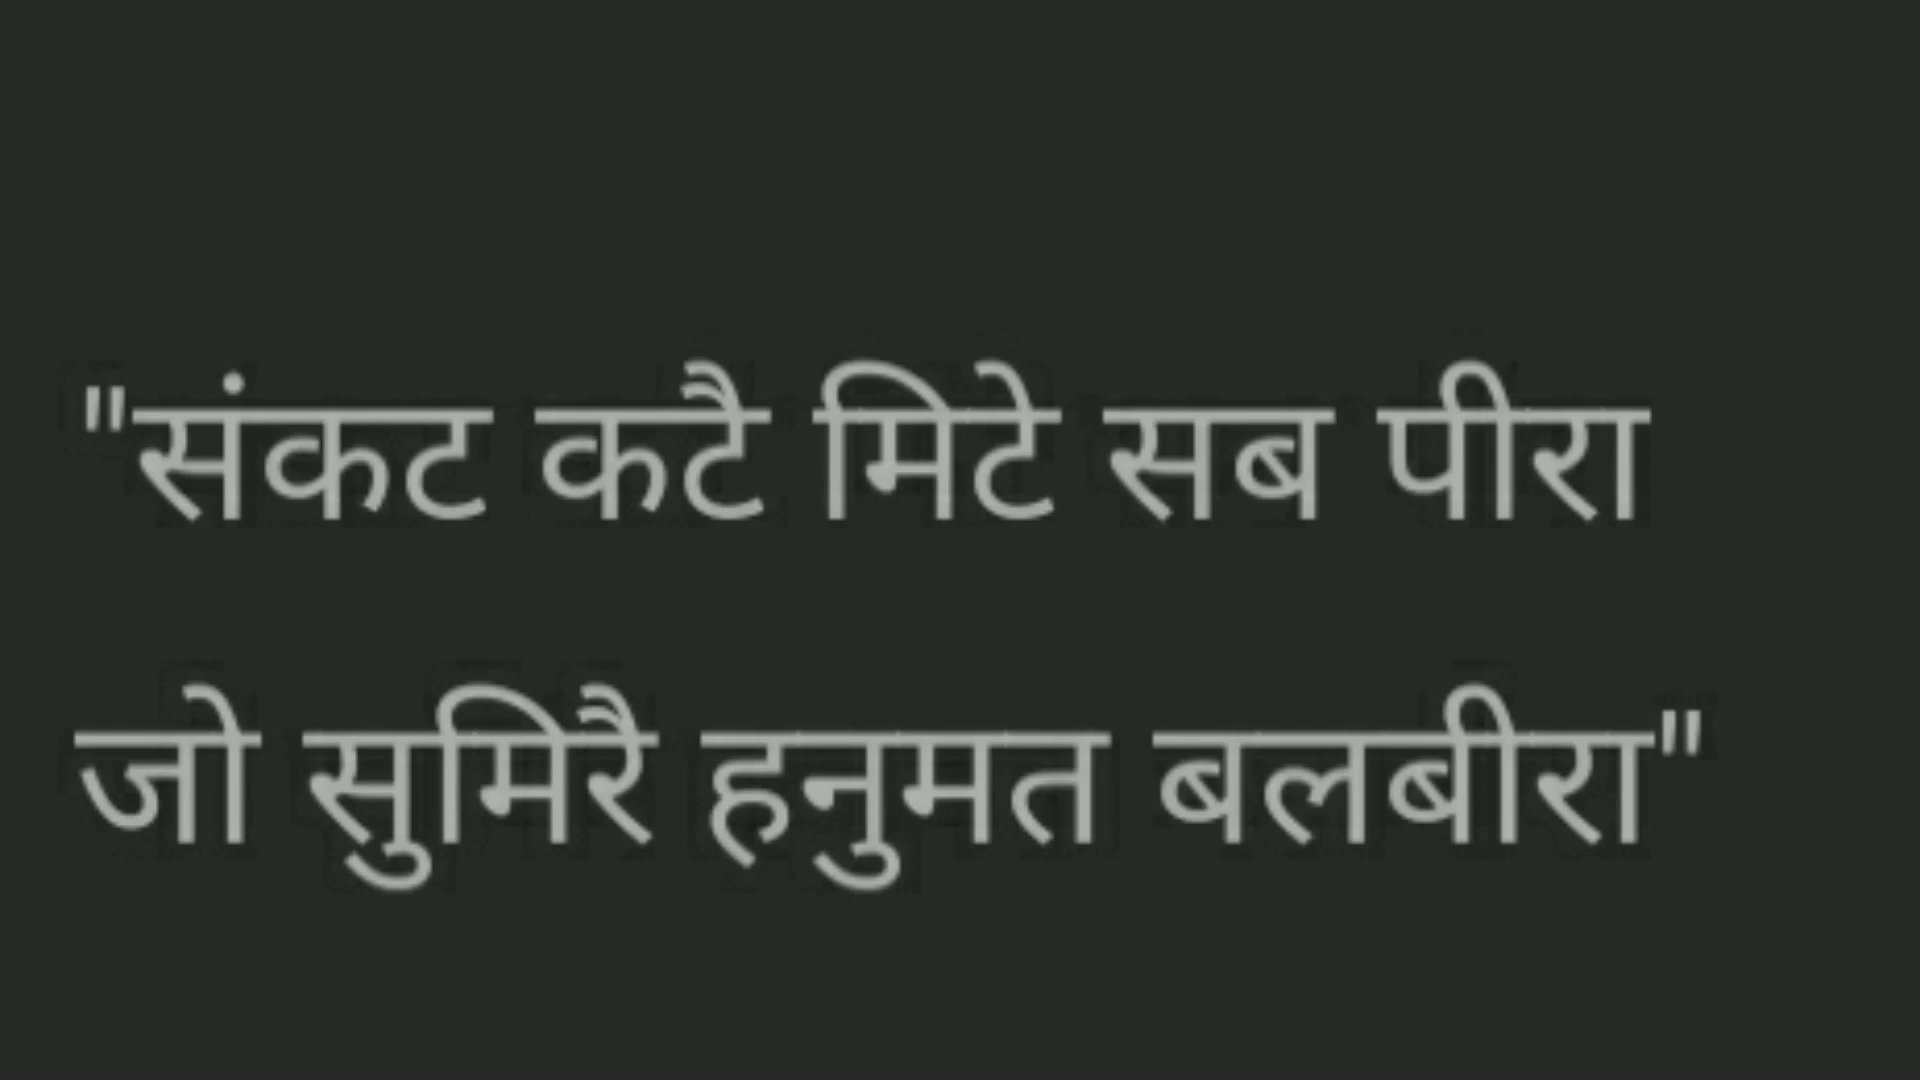 "संकट कटै मिटे सब पीरा
जो सुमिरै हनुमत बलबीरा"